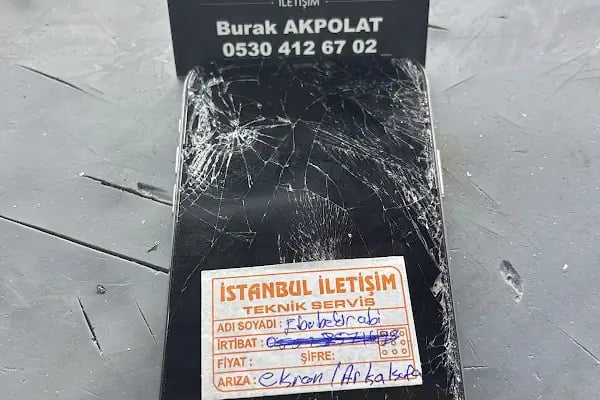 İLETİŞİM
Burak AKPOLAT
0530 412 67 02
İSTANBUL İLETİŞİM
TEKNİK SERVİS
ADI SOYADI :
İRTİBAT :
FİYAT : ŞİFRE:
ARIZA : ekran /